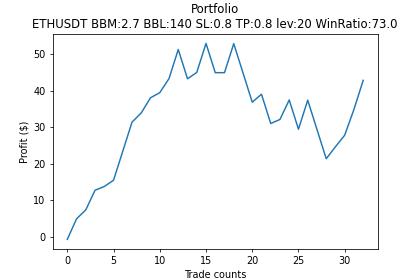 Portfolio
ETHUSDT BBM:2.7 BBL:140 SL:0.8 TP:0.8 lev:20 WinRatio:73.0
Profit ($)
50
40
30
20
10
0
0 5 10 15 20 25 30
Trade counts